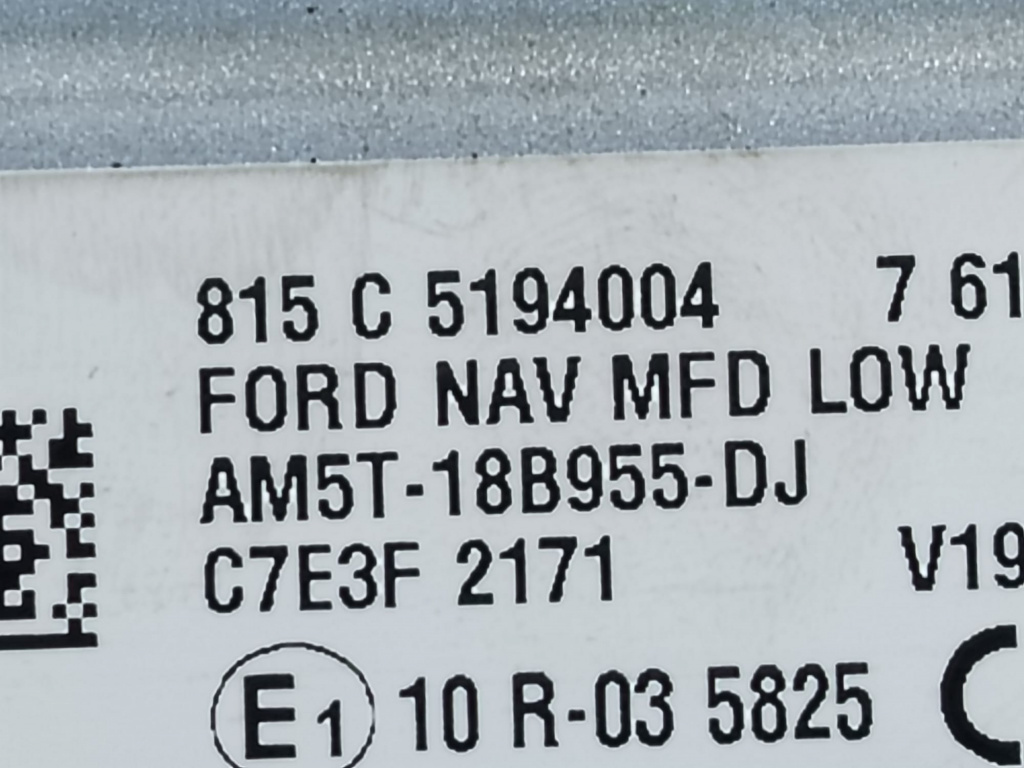 815 C 5194004 7 61
FORD NAV MFD LOW
AM5T-18B955-DJ
C7E3F 2171 V19
E1 10 R-03 5825 C